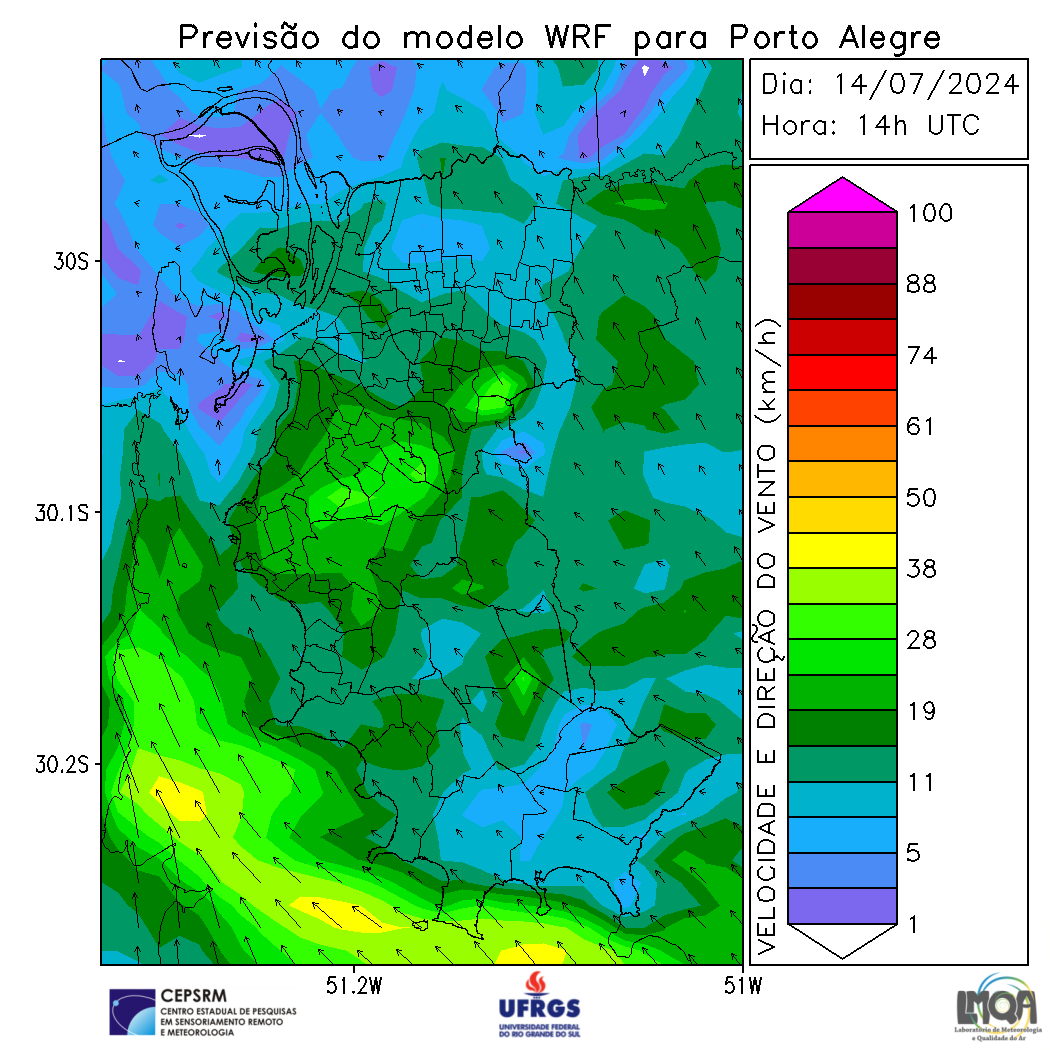 Previsão do modelo WRF para Porto Alegre
Dia: 14/07/2024
Hora: 14h UTC
30S
30.1S
30.2S
51.2W
51W
VELOCIDADE E DIREÇÃO DO VENTO (km/h)
100
88
74
61
50
38
28
19
11
5
1
CEPSRM
CENTRO ESTADUAL DE PESQUISAS
EM SENSORIAMENTO REMOTO
E METEOROLOGIA
UFRGS
UNIVERSIDADE FEDERAL
DO RIO GRANDE DO SUL
LMQA
Laboratório de Meteorologia
e Qualidade do Ar